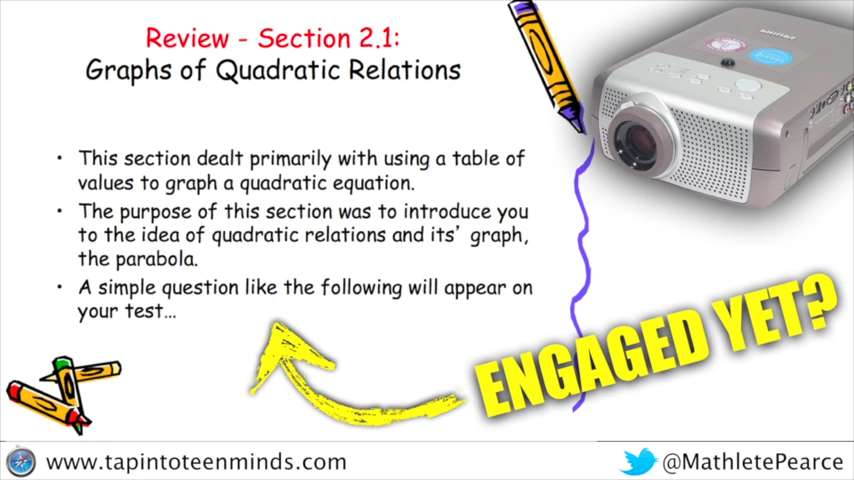 Review - Section 2.1:
Graphs of Quadratic Relations
• This section dealt primarily with using a table of
values to graph a quadratic equation.
• The purpose of this section was to introduce you
to the idea of quadratic relations and its’ graph,
the parabola.
• A simple question like the following will appear on
your test…
ENGAGED YET?
www.tapintoteenminds.com
@MathletePearce